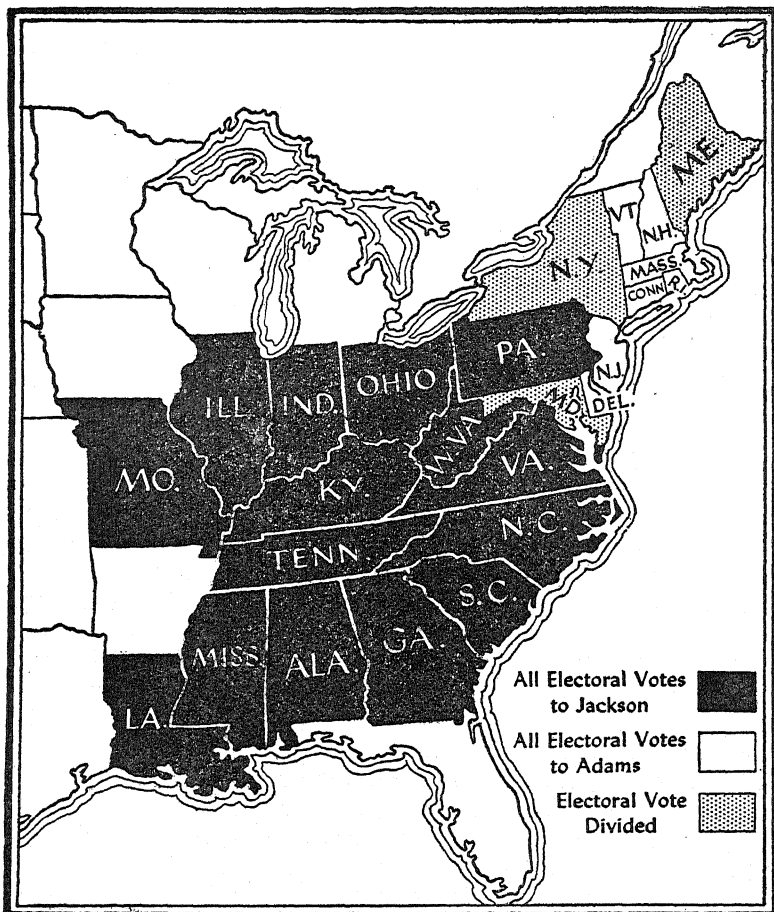 ME
VT
N.H.
N.Y
MASS.
CONN
R.I.
PA.
N.J.
OHIO
ILL.
IND.
MD.
DEL.
W.VA
MO.
KY.
VA.
N.C.
TENN.
S.C.
MISS.
ALA.
GA.
LA.
All Electoral Votes
to Jackson
All Electoral Votes
to Adams
Electoral Vote
Divided